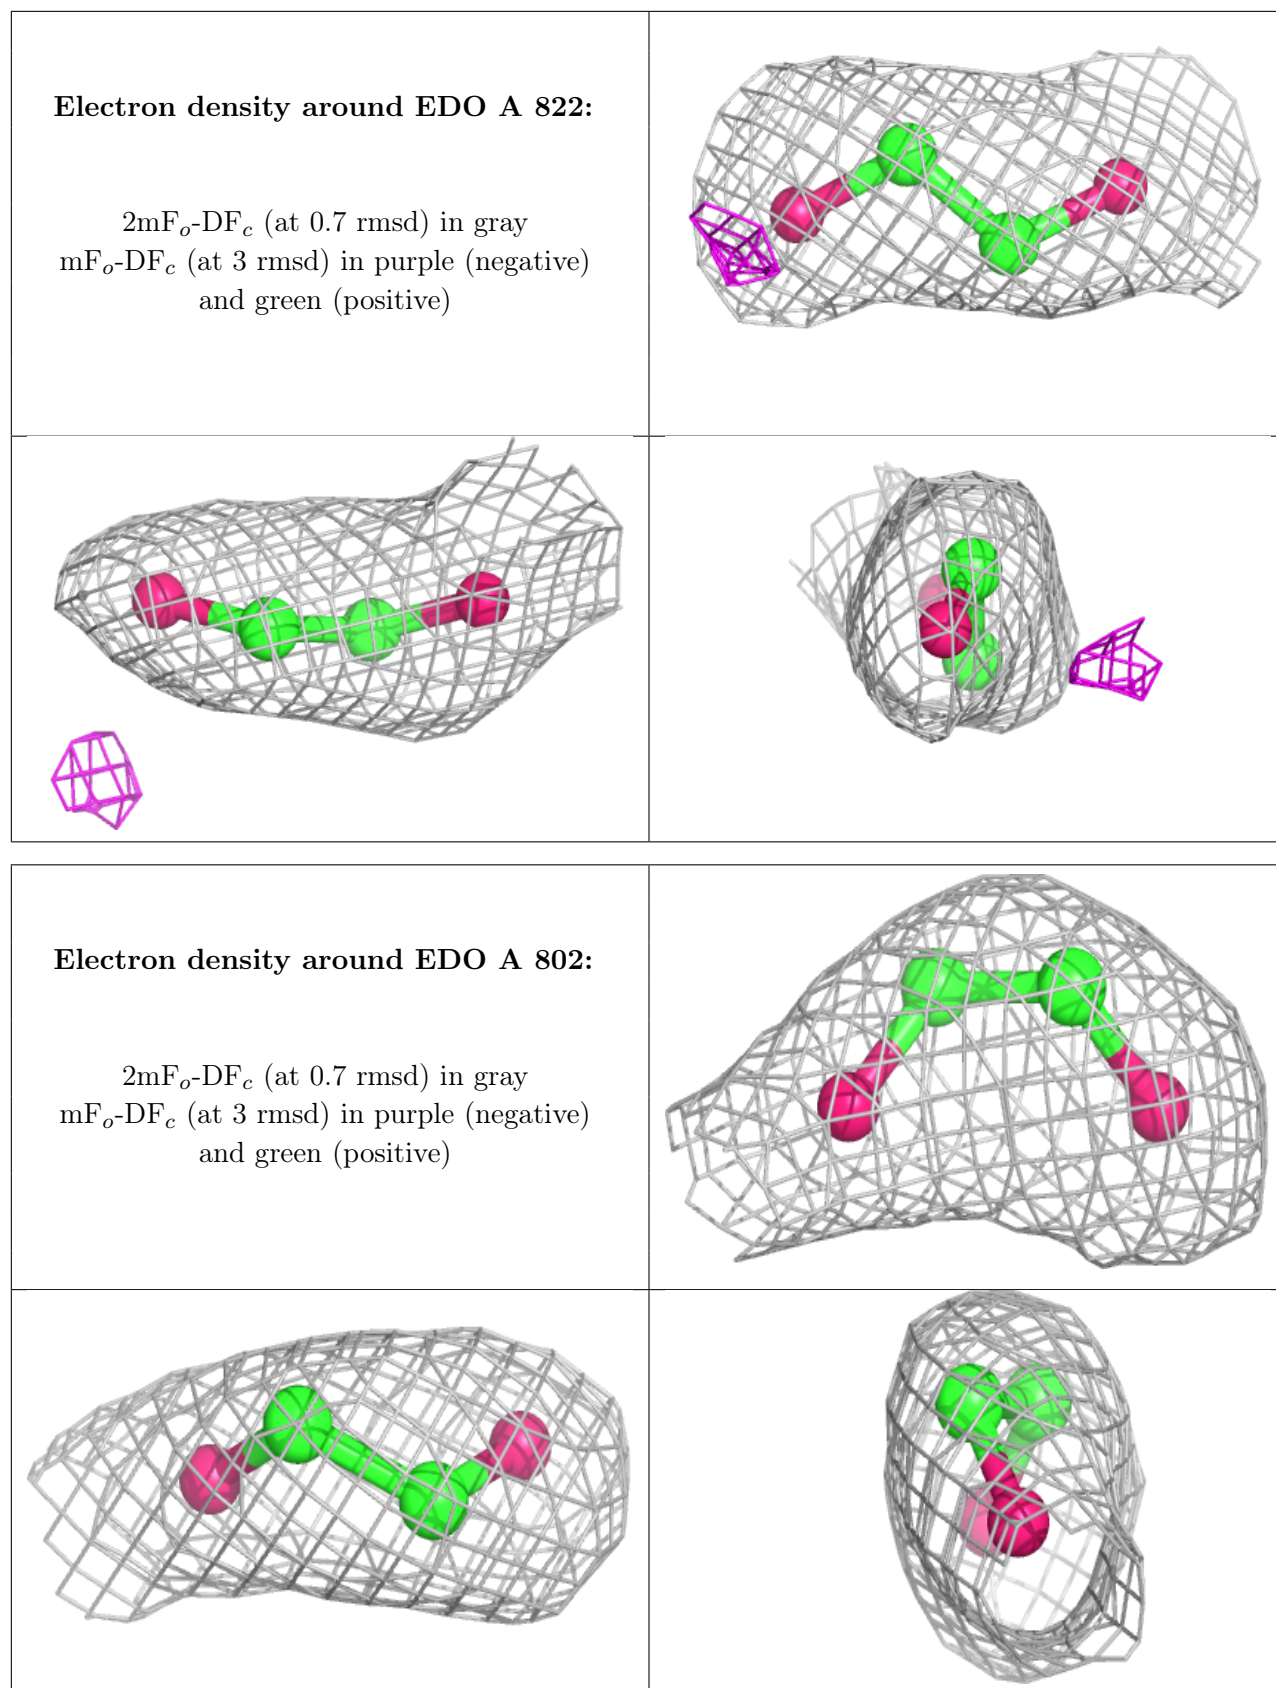 Electron density around EDO A 822:
2mFo-DFc (at 0.7 rmsd) in gray
mFo-DFc (at 3 rmsd) in purple (negative)
and green (positive)
Electron density around EDO A 802:
2mFo-DFc (at 0.7 rmsd) in gray
mFo-DFc (at 3 rmsd) in purple (negative)
and green (positive)